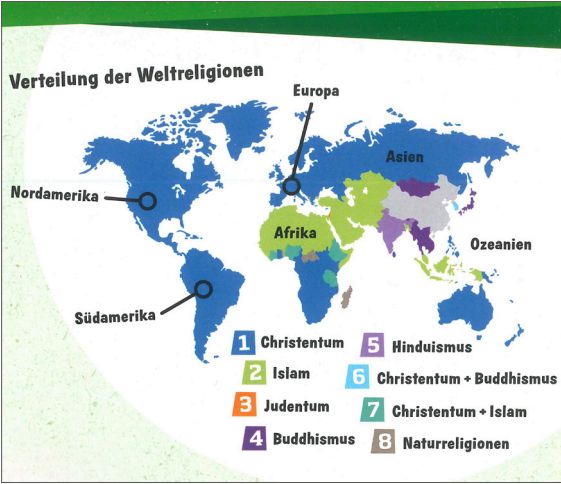 Verteilung der Weltreligionen
Europa
Asien
Nordamerika
Afrika
Ozeanien
Südamerika
1 Christentum
2 Islam
3 Judentum
4 Buddhismus
5 Hinduismus
6 Christentum + Buddhismus
7 Christentum + Islam
8 Naturreligionen